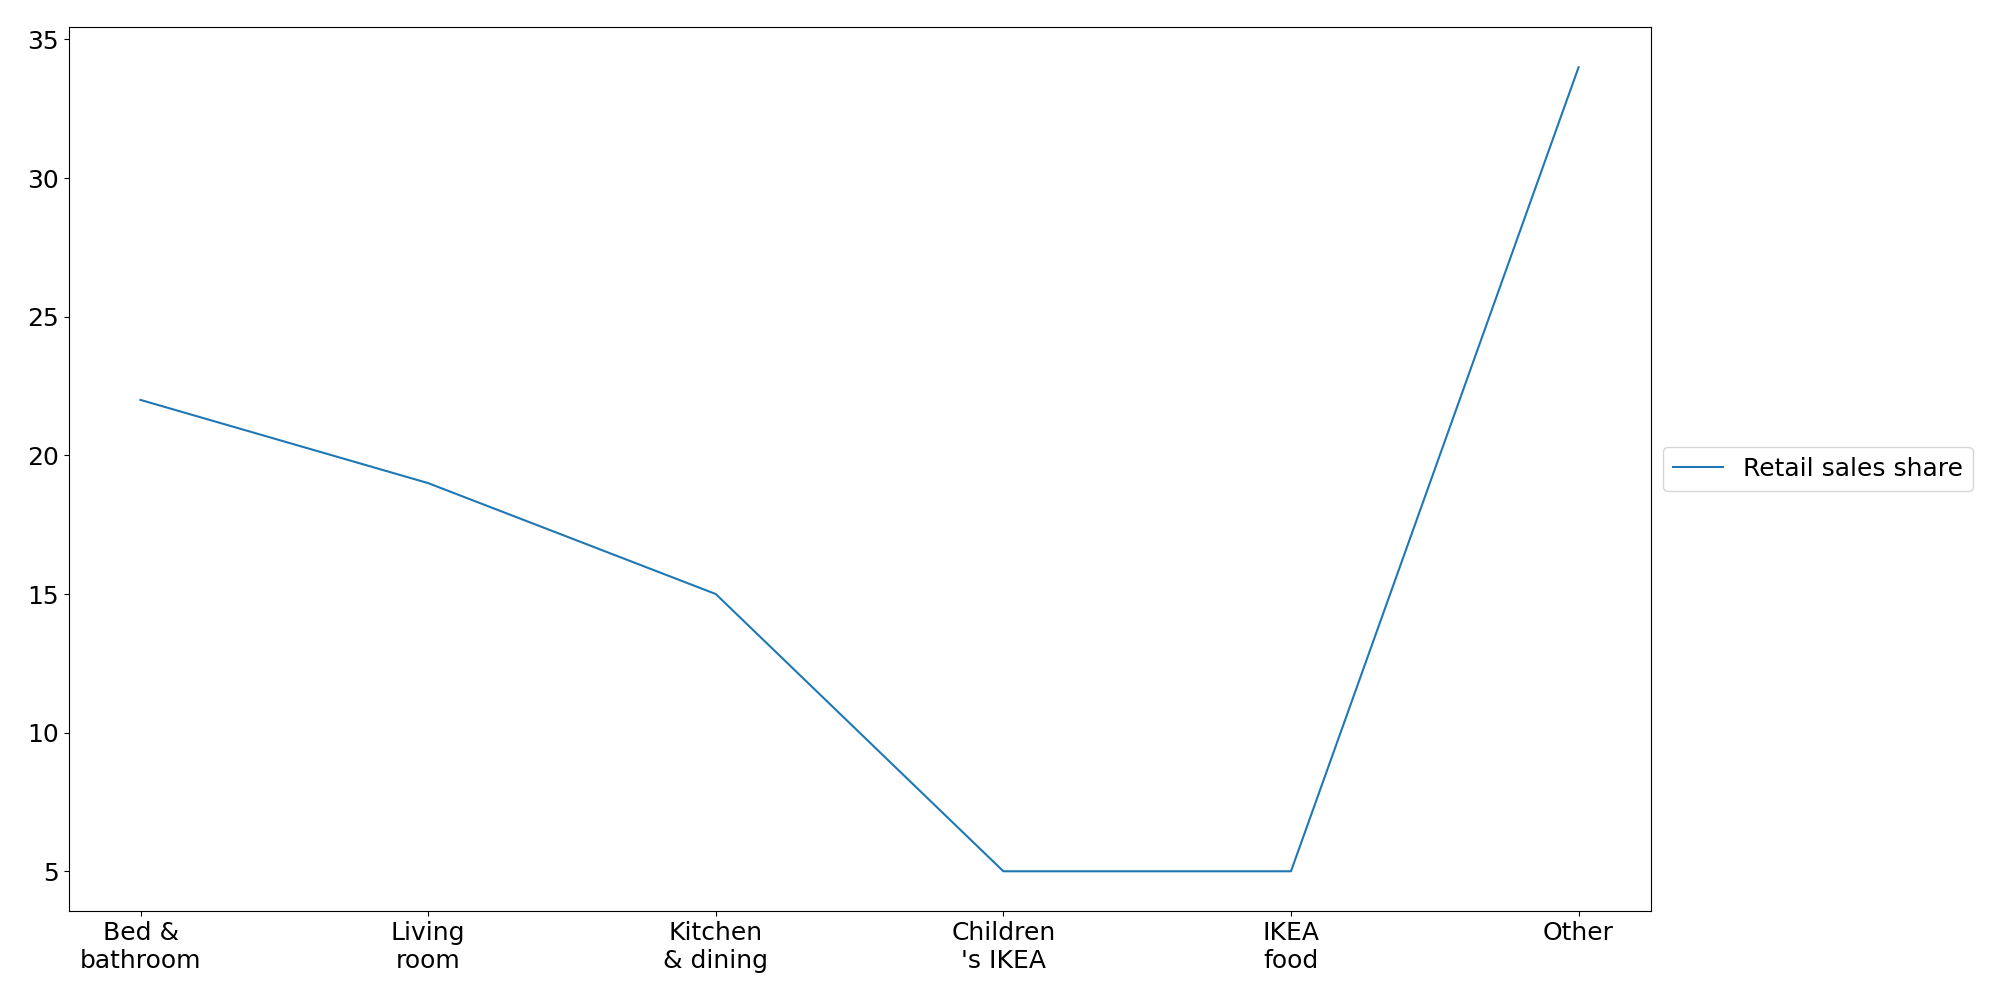 35
30
25
20
15
10
5
Bed &
bathroom
Living
room
Kitchen
& dining
Children
's IKEA
IKEA
food
Other
Retail sales share